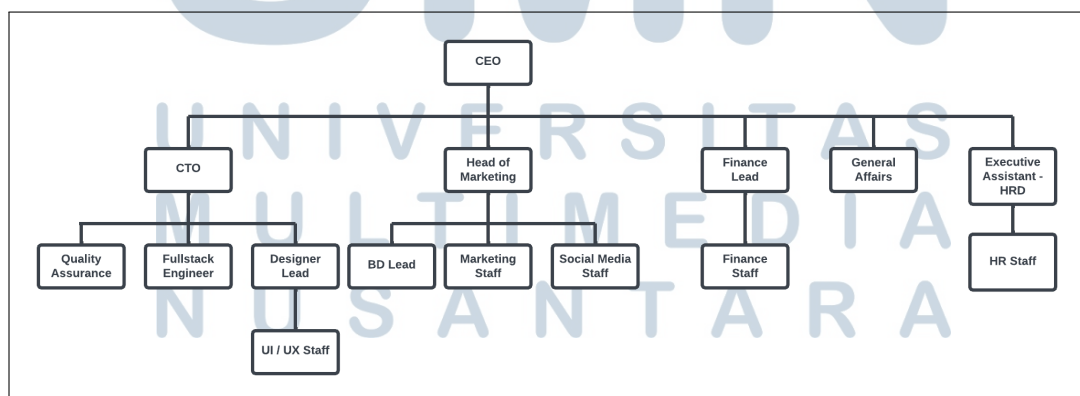 CEO
UNIVERSITAS
CTO
Head of
Marketing
Finance
Lead
General
Affairs
Executive
Assistant -
HRD
MULTIMEDIA
Quality
Assurance
Fullstack
Engineer
Designer
Lead
BD Lead
Marketing
Staff
Social Media
Staff
Finance
Staff
HR Staff
NUSANTARA
UI / UX Staff